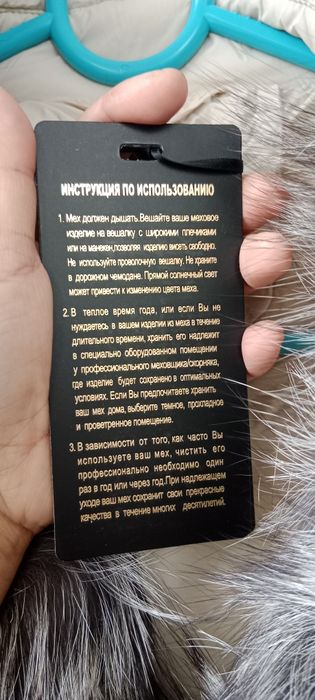 ИНСТРУКЦИЯ ПО ИСПОЛЬЗОВАНИЮ
1. Мех должен дышать.Вешайте ваше меховое
изделие на вешалку с широкими плечиками
или на манекен,позволяя изделию висеть свободно.
Не используйте проволочную вешалку. Не храните
в дорожном чемодане. Прямой солнечный свет
может привести к изменению цвета меха.
2. В теплое время года, или если Вы не
нуждаетесь в вашем изделии из меха в течение
длительного времени, хранить его надлежит
в специально оборудованном помещении
у профессионального меховщика/скорняка,
где изделие будет сохранено в оптимальных
условиях. Если Вы предпочитаете хранить
ваш мех дома, выберите темное, прохладное
и проветренное помещение.
3. В зависимости от того, как часто Вы
используете ваш мех, чистить его
профессионально необходимо один
раз в год или через год.При надлежащем
уходе ваш мех сохранит свои прекрасные
качества в течение многих десятилетий.